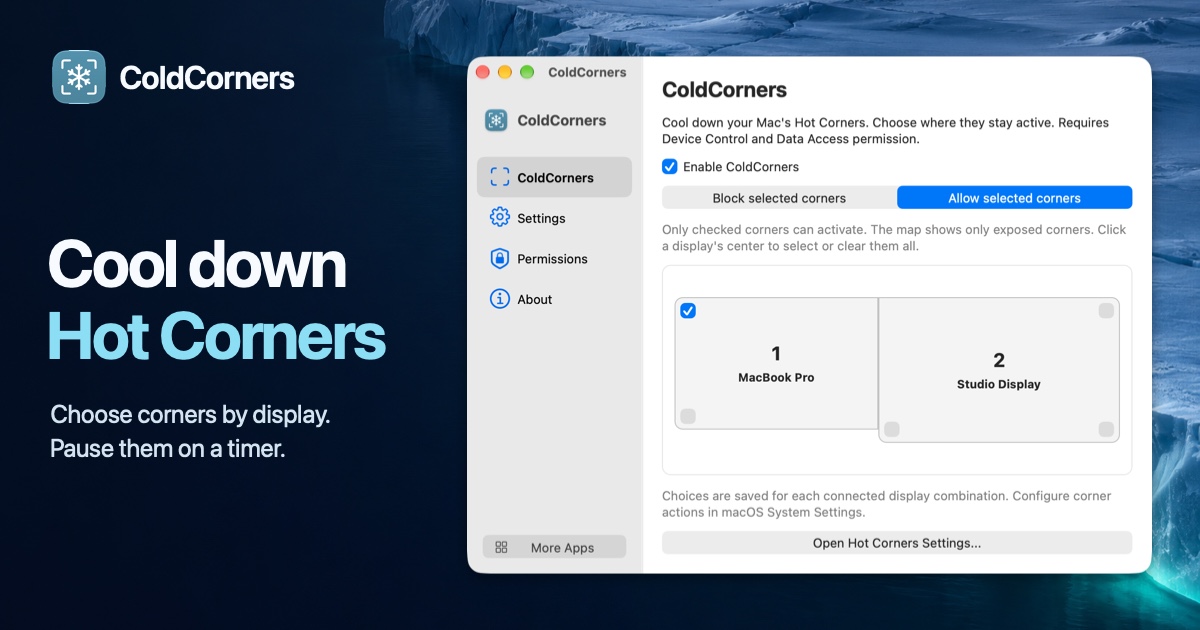 ColdCorners
Cool down
Hot Corners
Choose corners by display.
Pause them on a timer.
ColdCorners
ColdCorners
ColdCorners
Settings
Permissions
About
More Apps
ColdCorners
Cool down your Mac's Hot Corners. Choose where they stay active. Requires
Device Control and Data Access permission.
Enable ColdCorners
Block selected corners
Allow selected corners
Only checked corners can activate. The map shows only exposed corners. Click
a display's center to select or clear them all.
1
MacBook Pro
2
Studio Display
Choices are saved for each connected display combination. Configure corner
actions in macOS System Settings.
Open Hot Corners Settings...